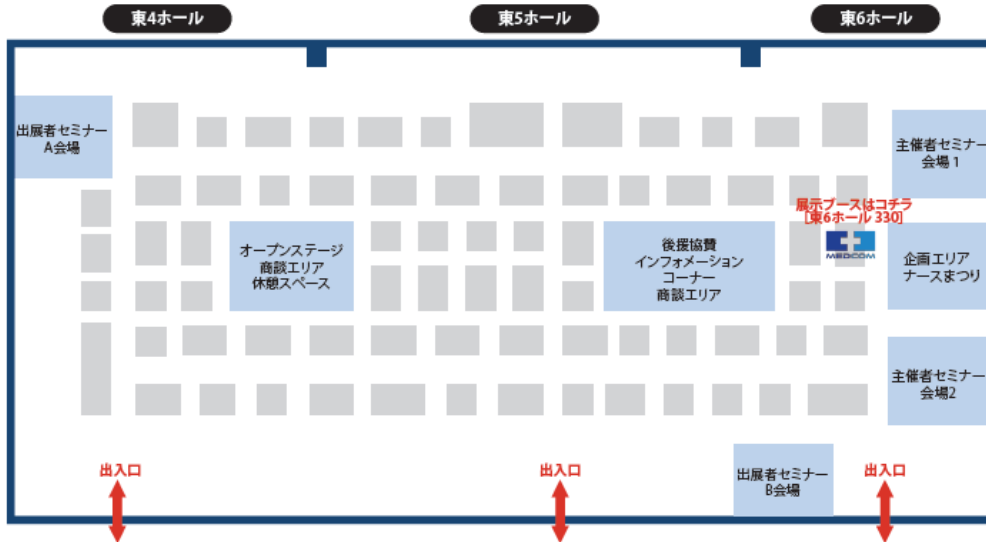 東4ホール
東5ホール
東6ホール
出展者セミナー
A会場
主催者セミナー
会場1
展示ブースはコチラ
[東6ホール 330]
MEDCOM
オープンステージ
商談エリア
休憩スペース
後援協賛
インフォメーション
コーナー
商談エリア
企画エリア
ナースまつり
主催者セミナー
会場2
出展者セミナー
B会場
出入口
出入口
出入口